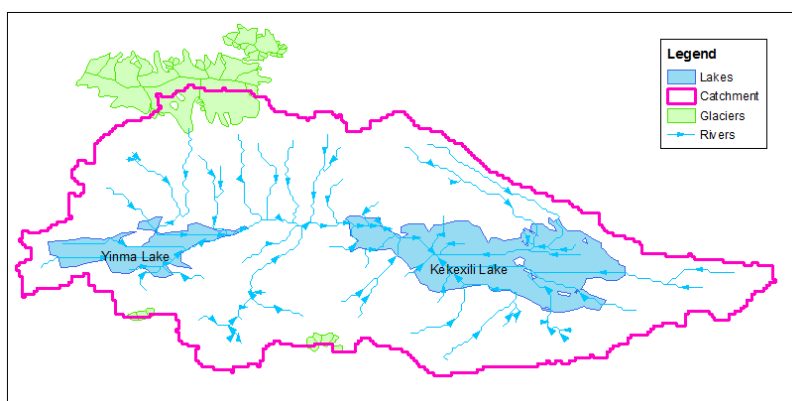 Legend
Lakes
Catchment
Glaciers
Rivers
Yinma Lake
Kekexili Lake